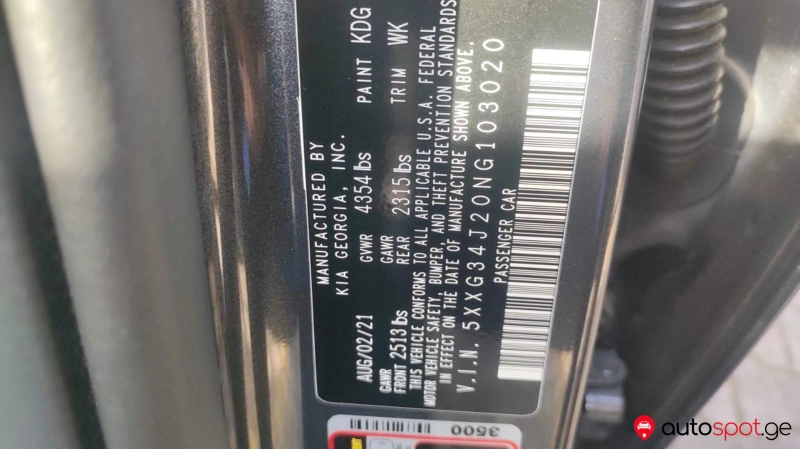 MANUFACTURED BY
KIA GEORGIA, INC.
AUG/02/21 GVWR 4354 lbs PAINT KDG
GAWR FRONT 2513 lbs GAWR REAR 2315 lbs TRIM WK
THIS VEHICLE CONFORMS TO ALL APPLICABLE U.S.A. FEDERAL
MOTOR VEHICLE SAFETY, BUMPER, AND THEFT PREVENTION STANDARDS
IN EFFECT ON THE DATE OF MANUFACTURE SHOWN ABOVE.
V.I.N. 5XXG34J20NG103020
PASSENGER CAR
3500
autospot.ge